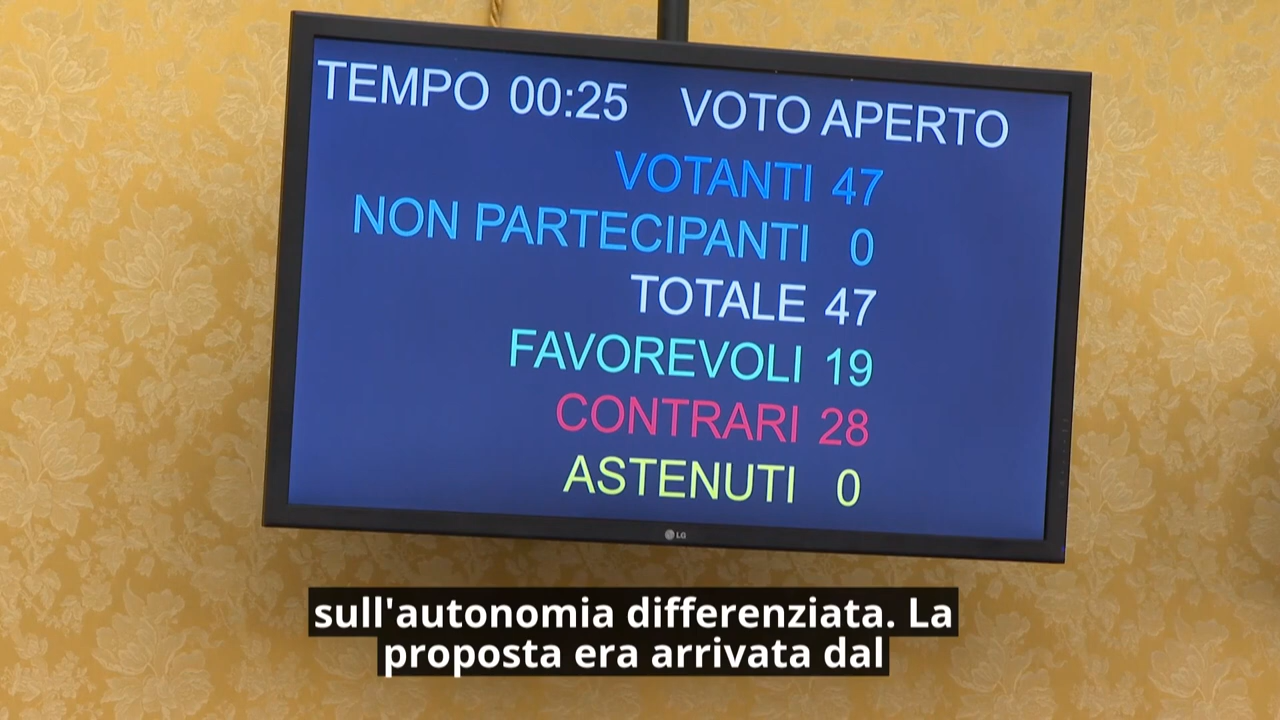 TEMPO 00:25 VOTO APERTO
VOTANTI 47
NON PARTECIPANTI 0
TOTALE 47
FAVOREVOLI 19
CONTRARI 28
ASTENUTI 0
LG
sull'autonomia differenziata. La
proposta era arrivata dal